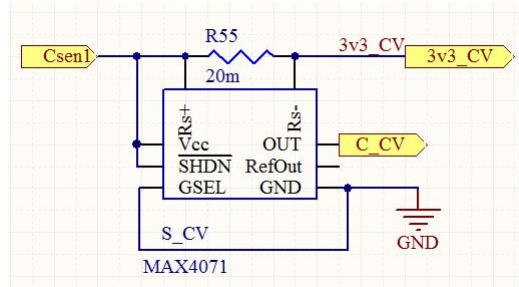 R55
3v3_CV
Csen1
3v3_CV
20m
Rs+
Rs-
Vcc
OUT
C_CV
SHDN
RefOut
GSEL
GND
S_CV
GND
MAX4071